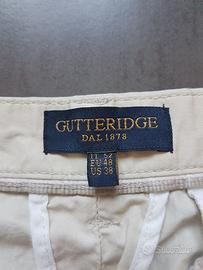 GUTTERIDGE
DAL 1878
IT 52
EU 48
US 38